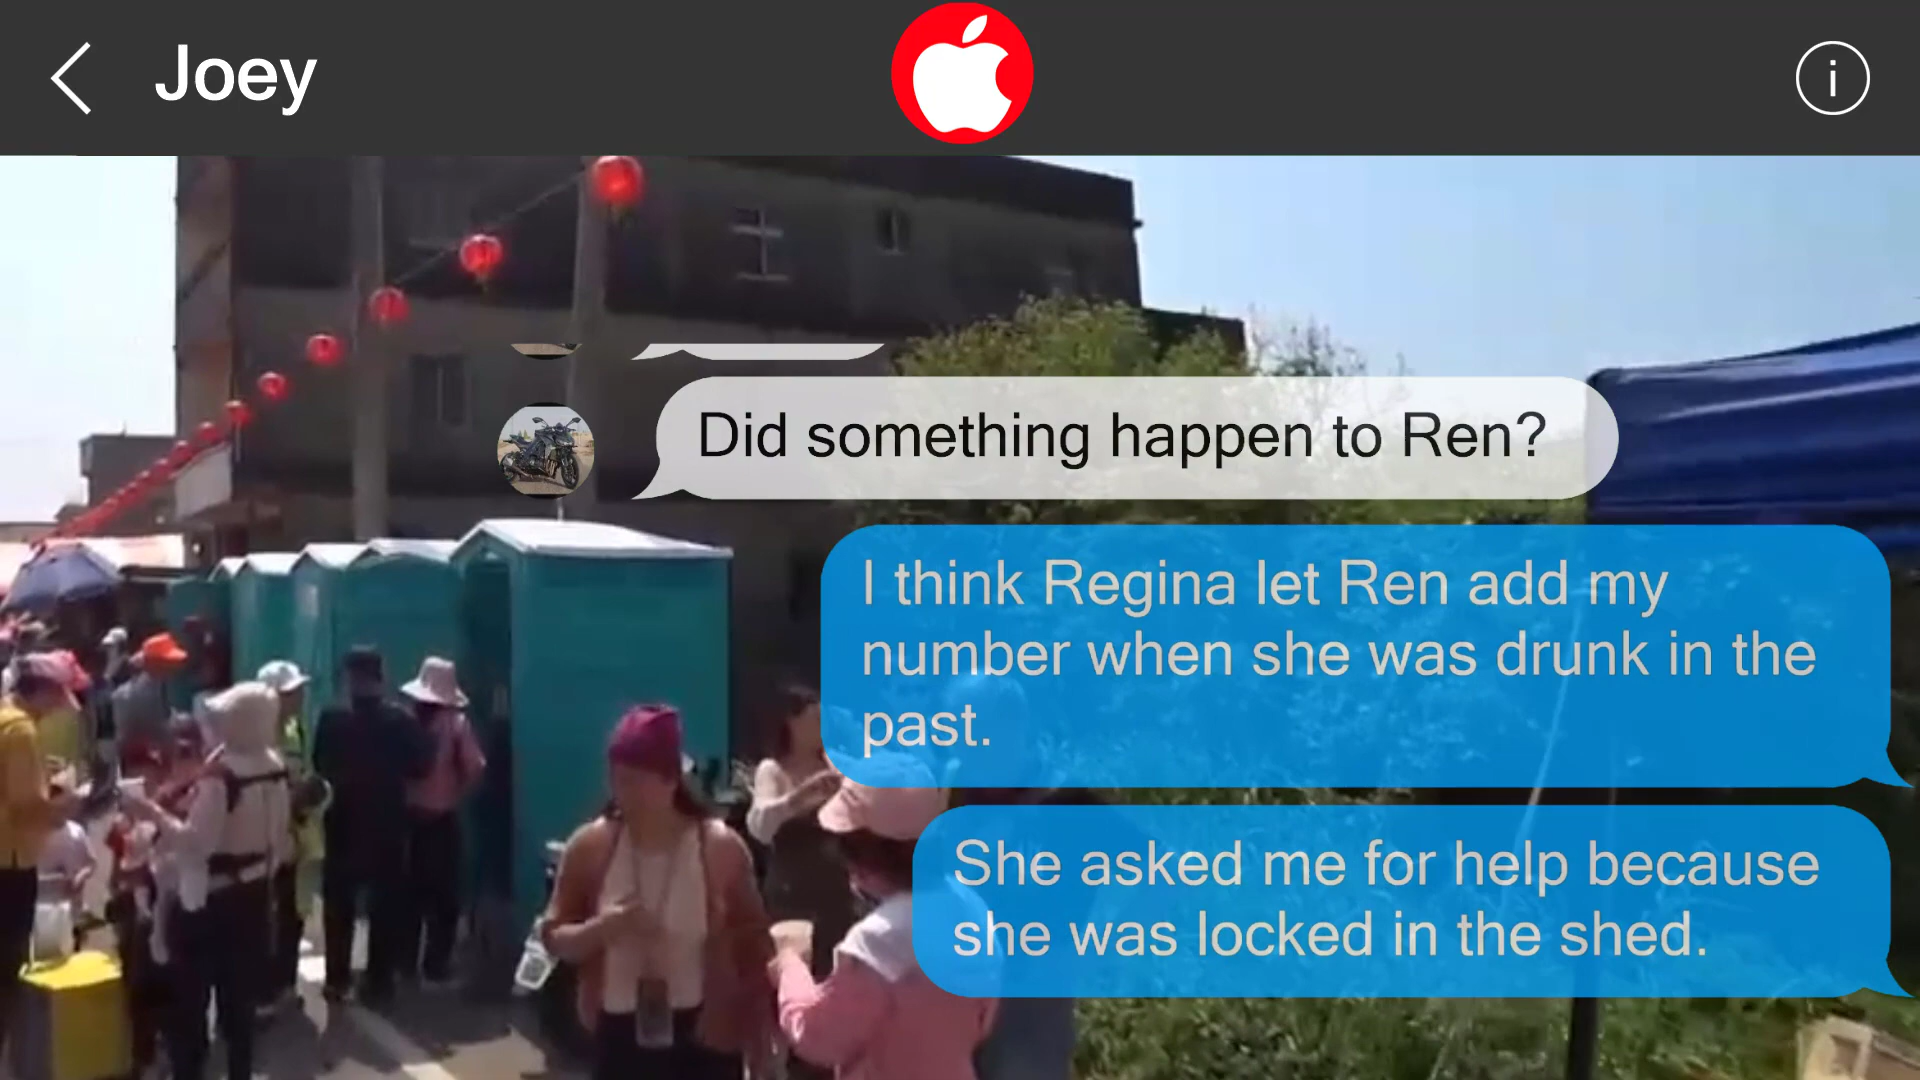 Joey
Did something happen to Ren?
I think Regina let Ren add my
number when she was drunk in the
past.
She asked me for help because
she was locked in the shed.